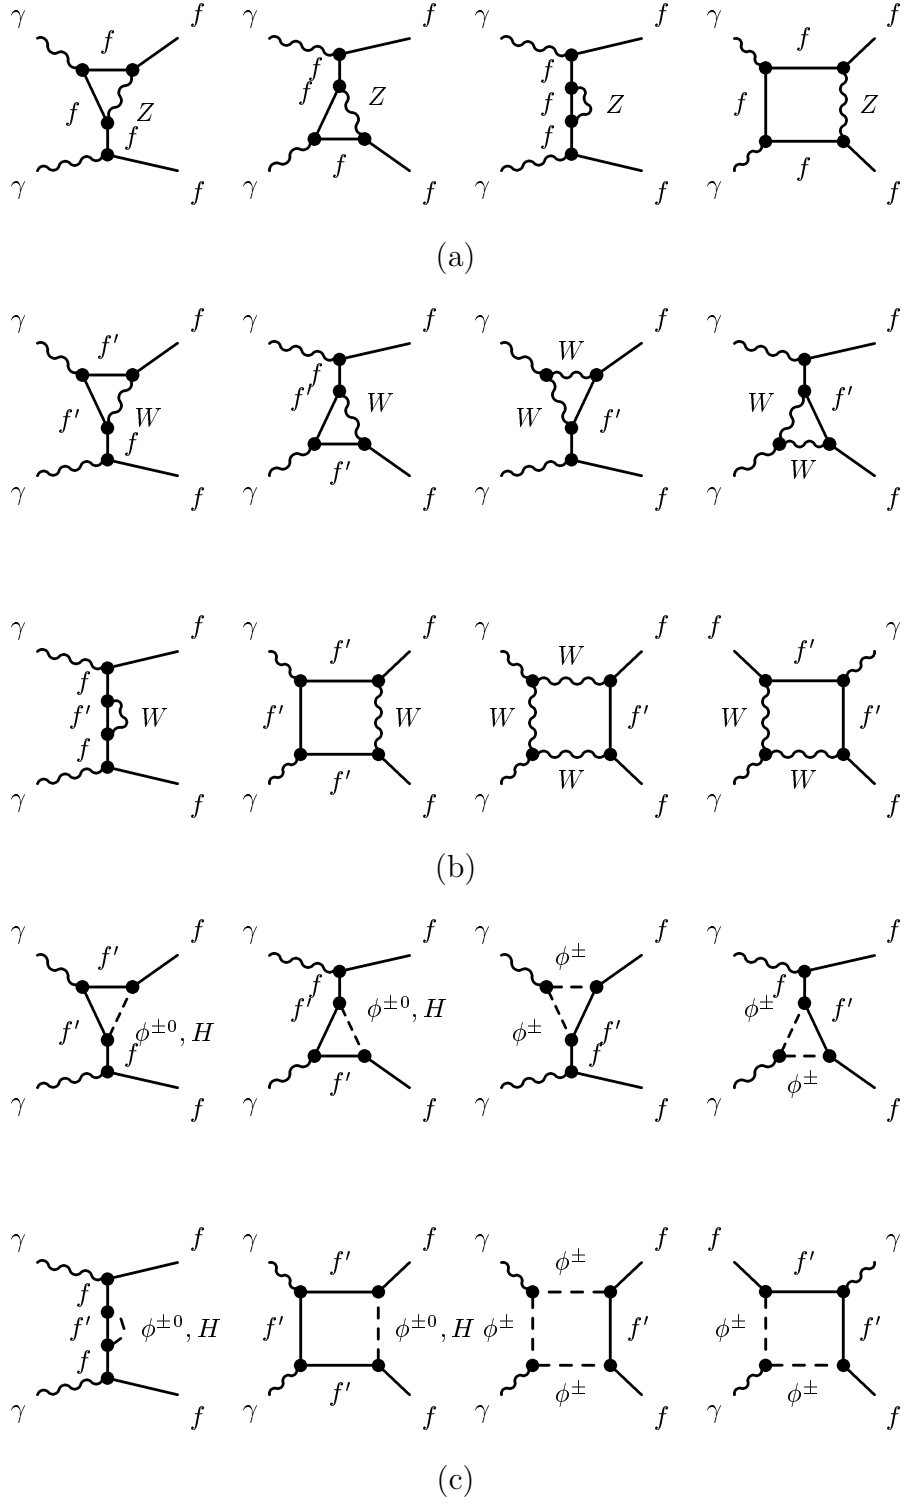 γ f γ f γ f γ f
f f f f
f f Z f Z f Z
f f
f f
γ f γ f γ f γ f
(a)
γ f γ f γ f γ f
f′ f W f′
f′ W f′ W W f′ W
f f′ W
γ f γ f γ f γ f
γ f γ f γ f f γ
f f′ W f′
f′ W f′ W W f′ W f′
f f′ W W
γ f γ f γ f γ f
(b)
γ f γ f γ f γ f
f′ f ϕ± f
f′ ϕ±0, H f′ ϕ±0, H ϕ± f′ ϕ± f′
f f′ f ϕ±
γ f γ f γ f γ f
γ f γ f γ f f γ
f f′ ϕ± f′
f′ ϕ±0, H f′ ϕ±0, H ϕ± f′ ϕ± f′
f f′ ϕ± ϕ±
γ f γ f γ f γ f
(c)